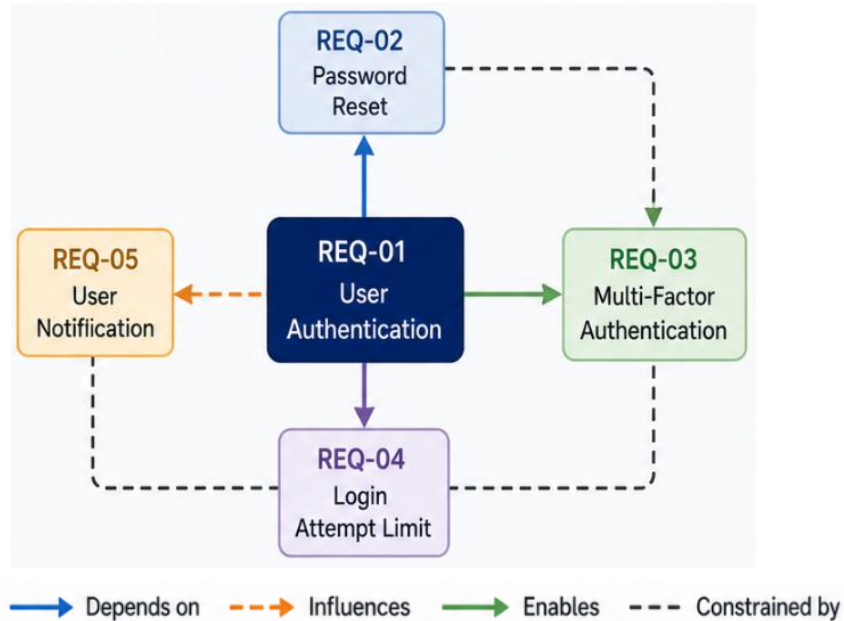 REQ-02
Password
Reset
REQ-05
User
Notiflication
REQ-01
User
Authentication
REQ-03
Multi-Factor
Authentication
REQ-04
Login
Attempt Limit
Depends on
Influences
Enables
Constrained by